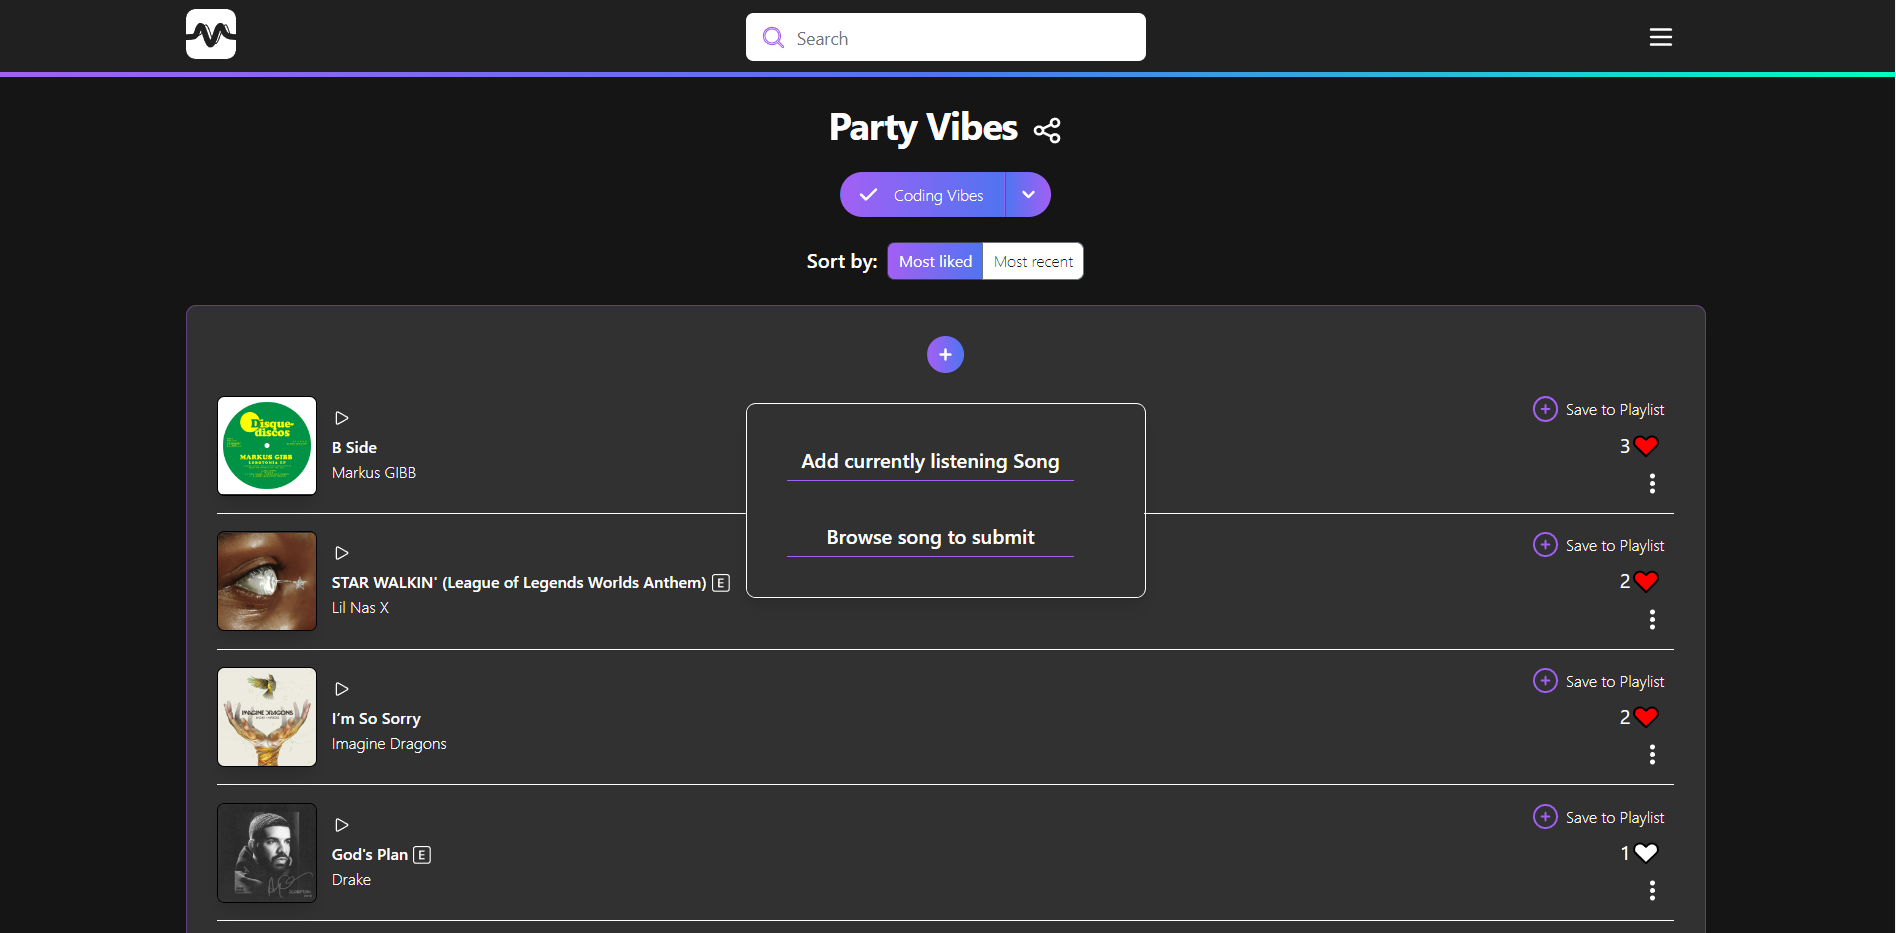 Search
Party Vibes
Coding Vibes
Sort by: Most liked Most recent
Disque-
discos
MARKUS GIBB
B Side
Markus GIBB
Save to Playlist
3
Add currently listening Song
Browse song to submit
STAR WALKIN' (League of Legends Worlds Anthem) E
Lil Nas X
Save to Playlist
2
IMAGINE DRAGONS
I'm So Sorry
Imagine Dragons
Save to Playlist
2
God's Plan E
Drake
Save to Playlist
1